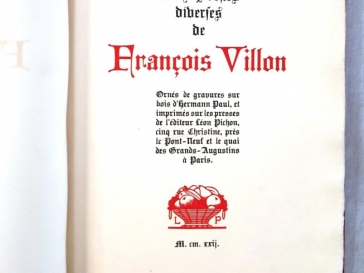 diverses
de
François Villon
Ornés de gravures sur
bois d'Hermann Paul, et
imprimés sur les presses
de l'éditeur Léon Pichon,
cinq rue Christine, près
le Pont-Neuf et le quai
des Grands-Augustins
à Paris.
L P
M. cm. xxij.